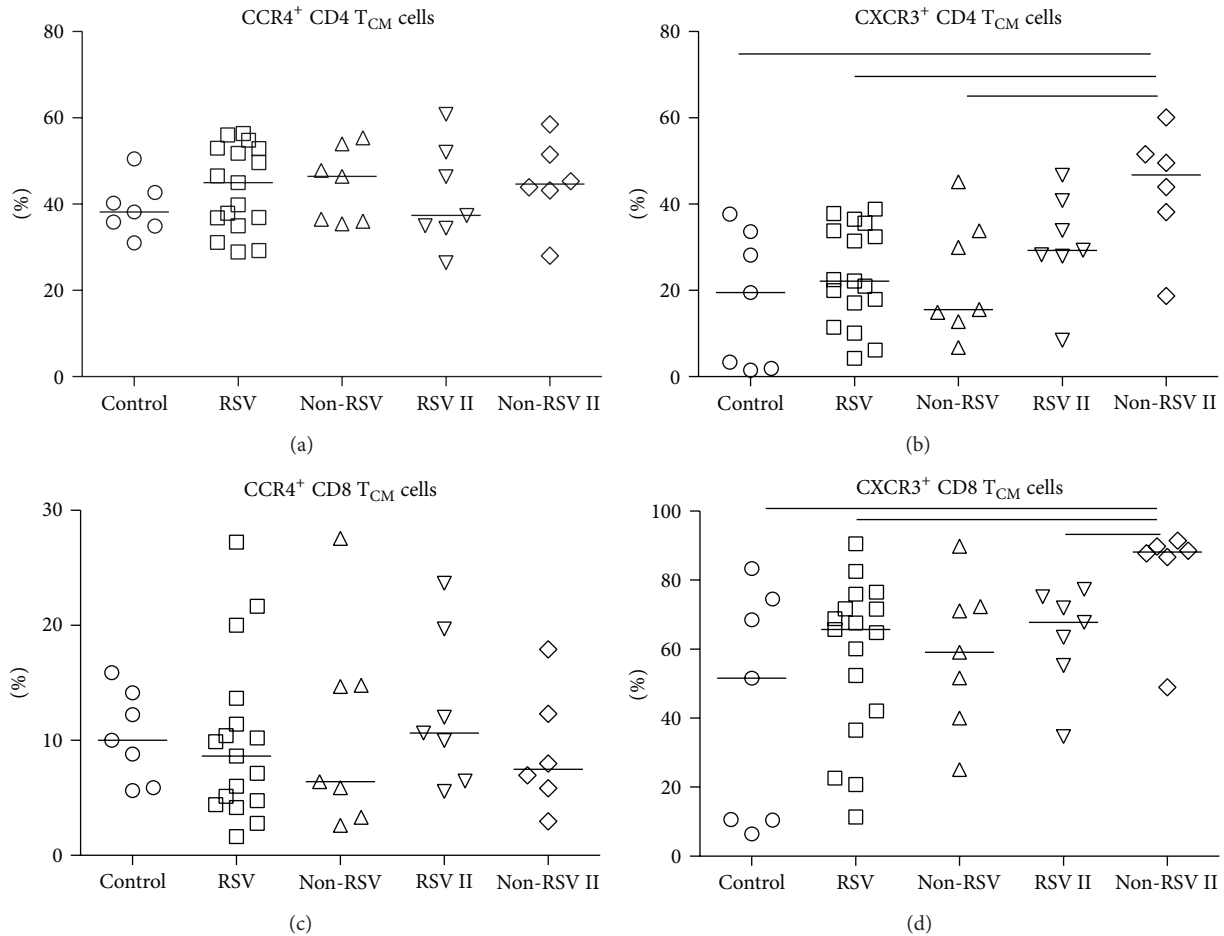 CCR4⁺ CD4 T_CM cells
80
60
40
20
0
(%)
Control RSV Non-RSV RSV II Non-RSV II
(a)
CXCR3⁺ CD4 T_CM cells
80
60
40
20
0
(%)
Control RSV Non-RSV RSV II Non-RSV II
(b)
CCR4⁺ CD8 T_CM cells
30
20
10
0
(%)
Control RSV Non-RSV RSV II Non-RSV II
(c)
CXCR3⁺ CD8 T_CM cells
100
80
60
40
20
0
(%)
Control RSV Non-RSV RSV II Non-RSV II
(d)